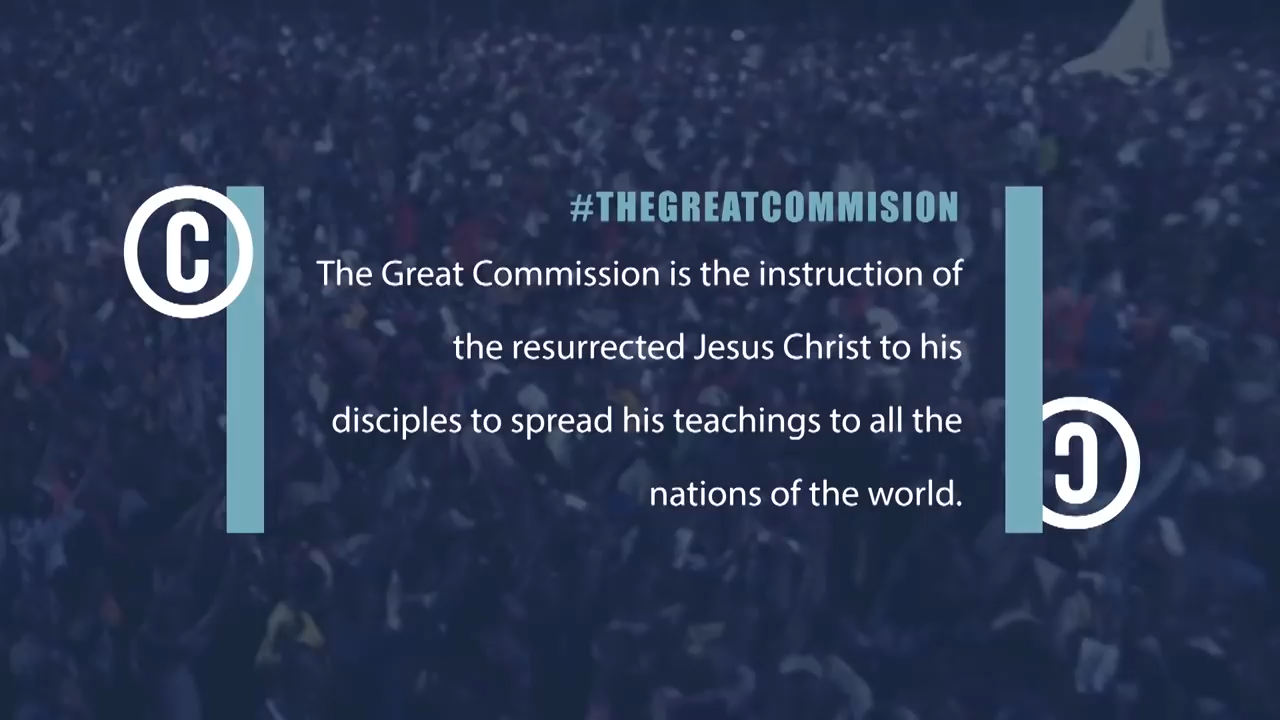 C
#THEGREATCOMMISION
The Great Commission is the instruction of
the resurrected Jesus Christ to his
disciples to spread his teachings to all the
nations of the world.
C